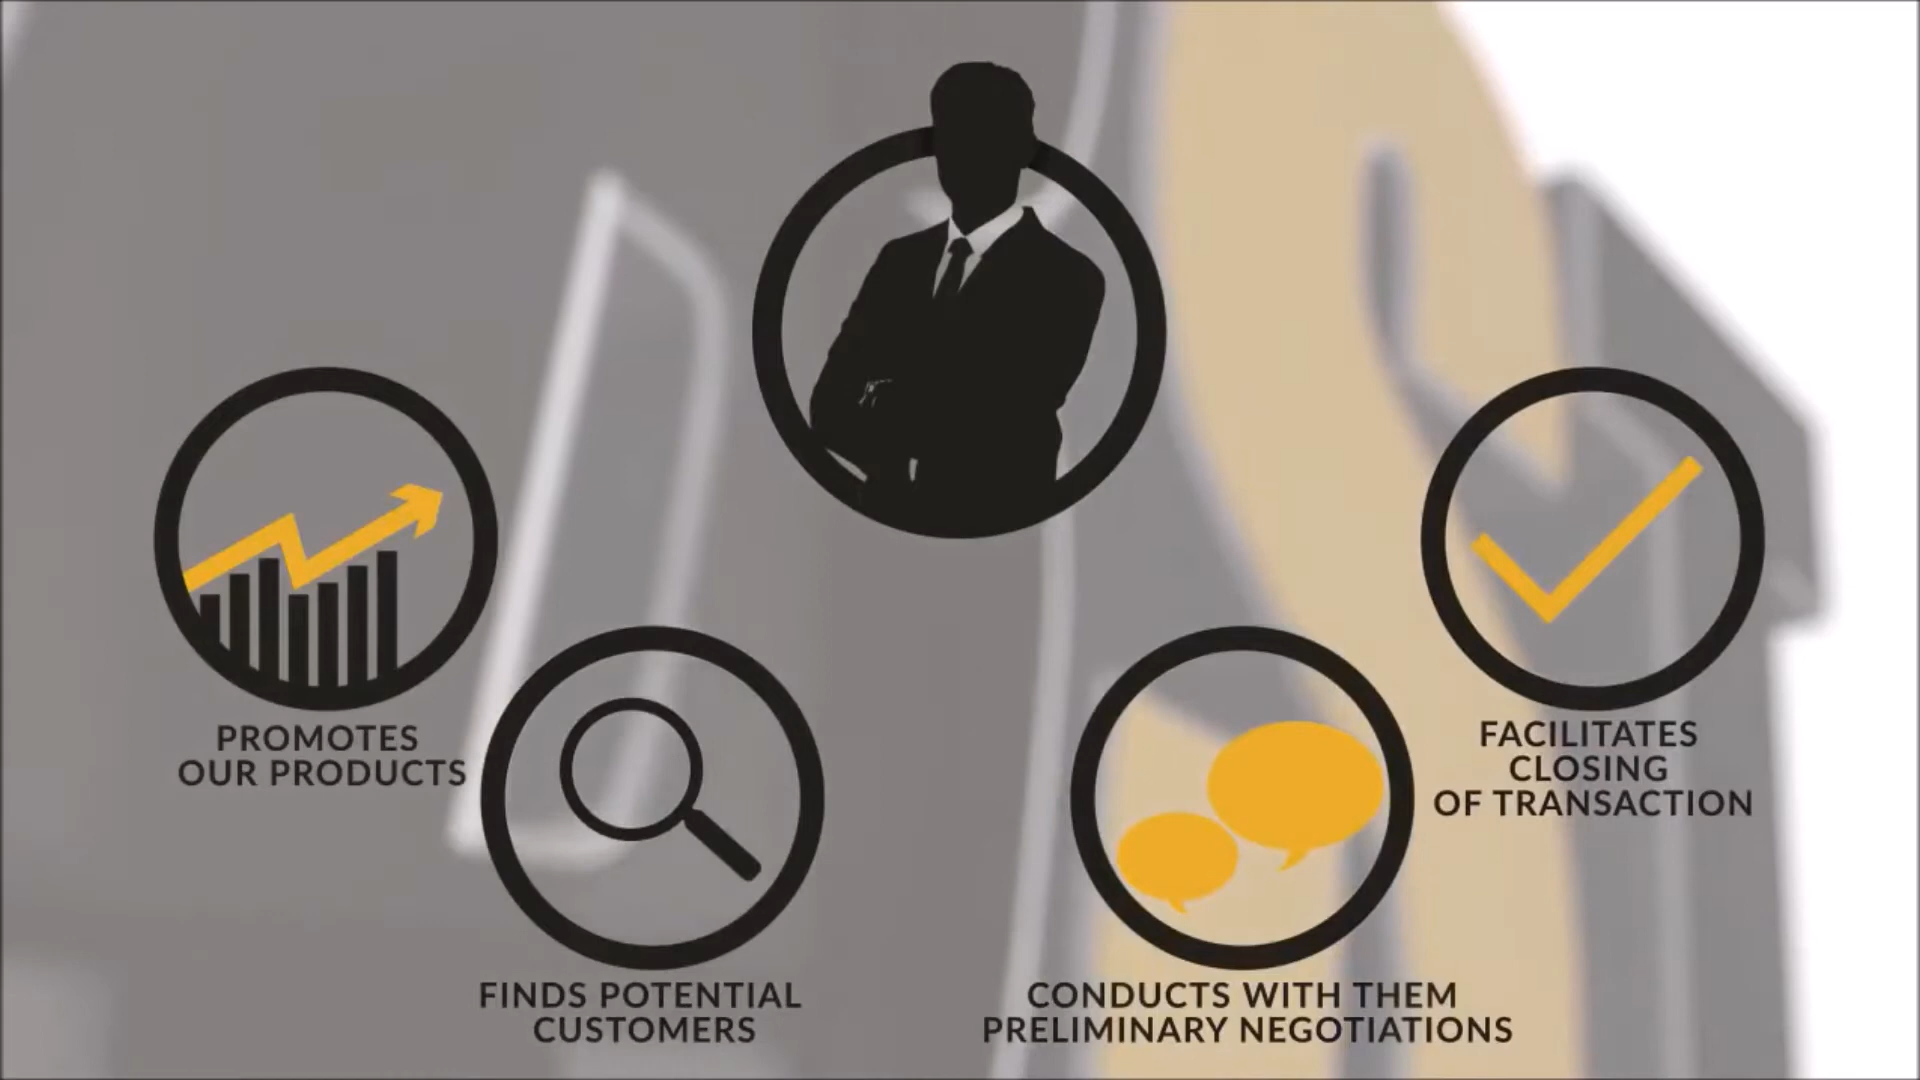 PROMOTES
OUR PRODUCTS
FINDS POTENTIAL
CUSTOMERS
CONDUCTS WITH THEM
PRELIMINARY NEGOTIATIONS
FACILITATES
CLOSING
OF TRANSACTION